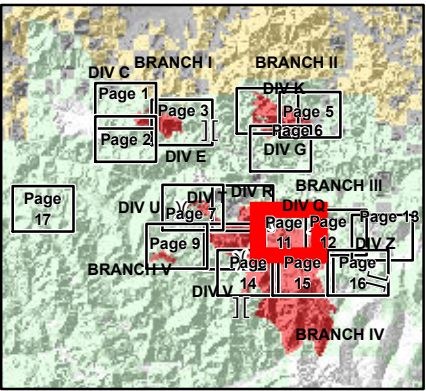 BRANCH I
BRANCH II
DIV C
DIV K
Page 1
Page 3
Page 5
Page 6
Page 2
DIV E
DIV G
BRANCH III
Page
17
DIV U
DIV R
DIV Q
Page 7
Page
11
Page
12
Page 13
Page 9
DIV Z
BRANCH V
Page
14
Page
15
Page
16
DIV V
BRANCH IV